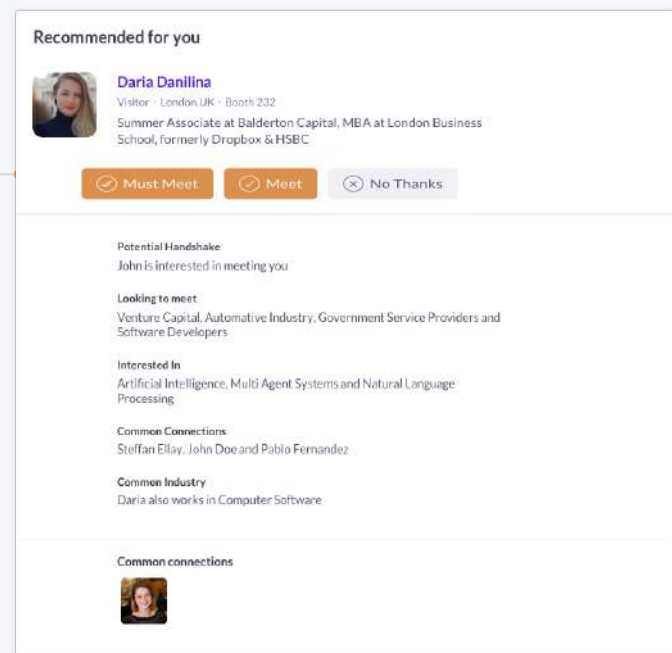 Recommended for you
Daria Danilina
Visitor · London, UK · Booth 232
Summer Associate at Balderton Capital, MBA at London Business
School, formerly Dropbox & HSBC
Must Meet
Meet
No Thanks
Potential Handshake
John is interested in meeting you
Looking to meet
Venture Capital, Automative Industry, Government Service Providers and
Software Developers
Interested In
Artificial Intelligence, Multi Agent Systems and Natural Language
Processing
Common Connections
Steffan Ellay, John Doe and Pablo Fernandez
Common Industry
Daria also works in Computer Software
Common connections